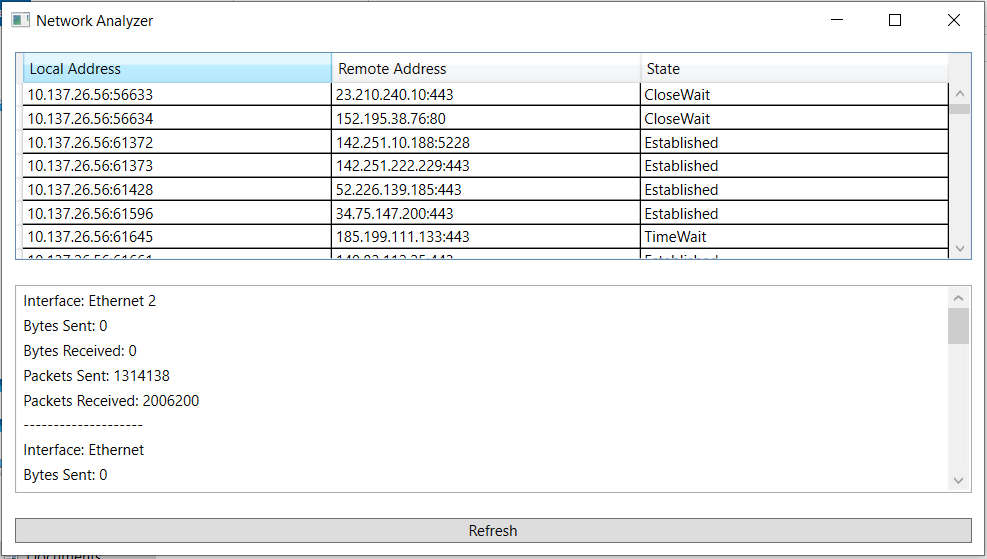 Network Analyzer
Local Address Remote Address State
10.137.26.56:56633 23.210.240.10:443 CloseWait
10.137.26.56:56634 152.195.38.76:80 CloseWait
10.137.26.56:61372 142.251.10.188:5228 Established
10.137.26.56:61373 142.251.222.229:443 Established
10.137.26.56:61428 52.226.139.185:443 Established
10.137.26.56:61596 34.75.147.200:443 Established
10.137.26.56:61645 185.199.111.133:443 TimeWait
Established
Interface: Ethernet 2
Bytes Sent: 0
Bytes Received: 0
Packets Sent: 1314138
Packets Received: 2006200
--------------------
Interface: Ethernet
Bytes Sent: 0
Refresh
Documents